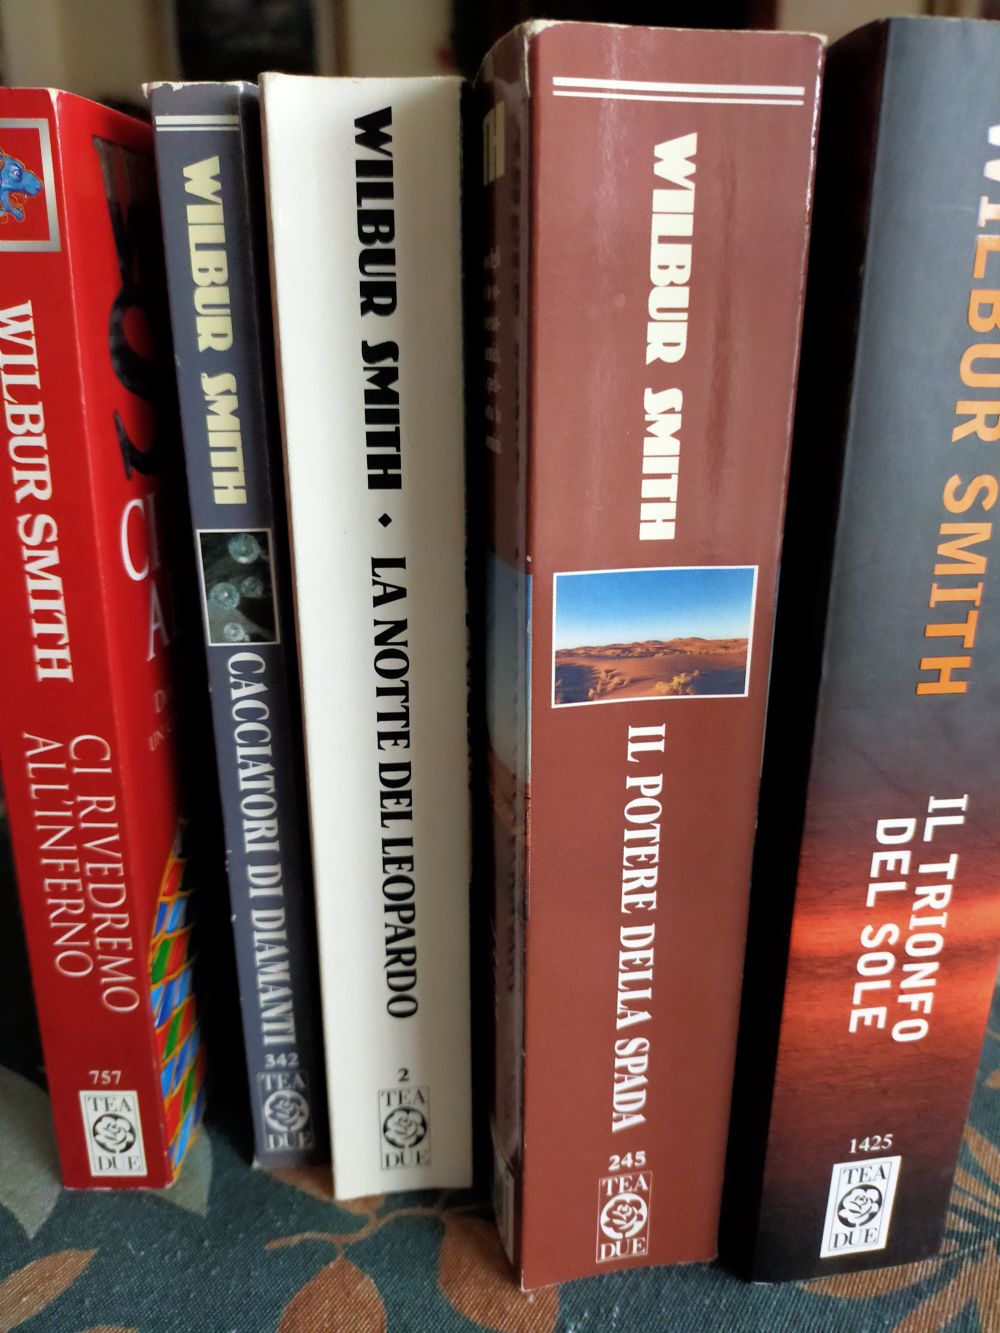 WILBUR SMITH
CI RIVEDREMO
ALL'INFERNO
757
TEA
DUE
WILBUR SMITH
CACCIATORI DI DIAMANTI
342
TEA
DUE
WILBUR SMITH • LA NOTTE DEL LEOPARDO
2
TEA
DUE
WILBUR SMITH
IL POTERE DELLA SPADA
245
TEA
DUE
WILBUR SMITH
IL TRIONFO
DEL SOLE
1425
TEA
DUE